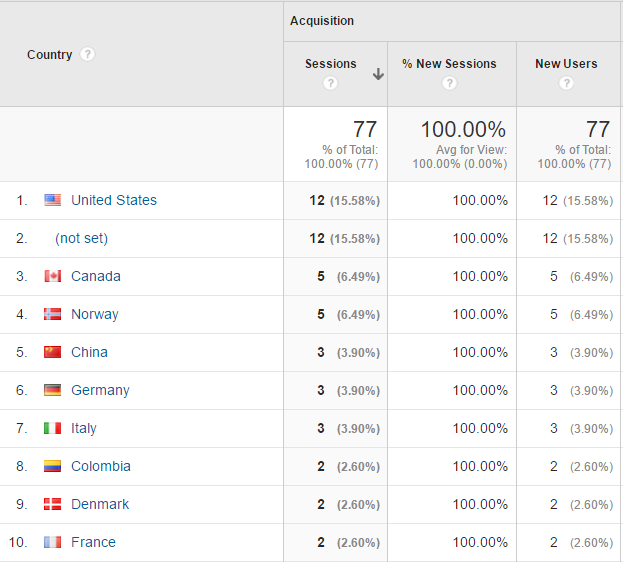 Acquisition
Country ? Sessions ? % New Sessions ? New Users ?
77 100.00% 77
% of Total: Avg for View: % of Total:
100.00% (77) 100.00% (0.00%) 100.00% (77)
1. United States 12 (15.58%) 100.00% 12 (15.58%)
2. (not set) 12 (15.58%) 100.00% 12 (15.58%)
3. Canada 5 (6.49%) 100.00% 5 (6.49%)
4. Norway 5 (6.49%) 100.00% 5 (6.49%)
5. China 3 (3.90%) 100.00% 3 (3.90%)
6. Germany 3 (3.90%) 100.00% 3 (3.90%)
7. Italy 3 (3.90%) 100.00% 3 (3.90%)
8. Colombia 2 (2.60%) 100.00% 2 (2.60%)
9. Denmark 2 (2.60%) 100.00% 2 (2.60%)
10. France 2 (2.60%) 100.00% 2 (2.60%)